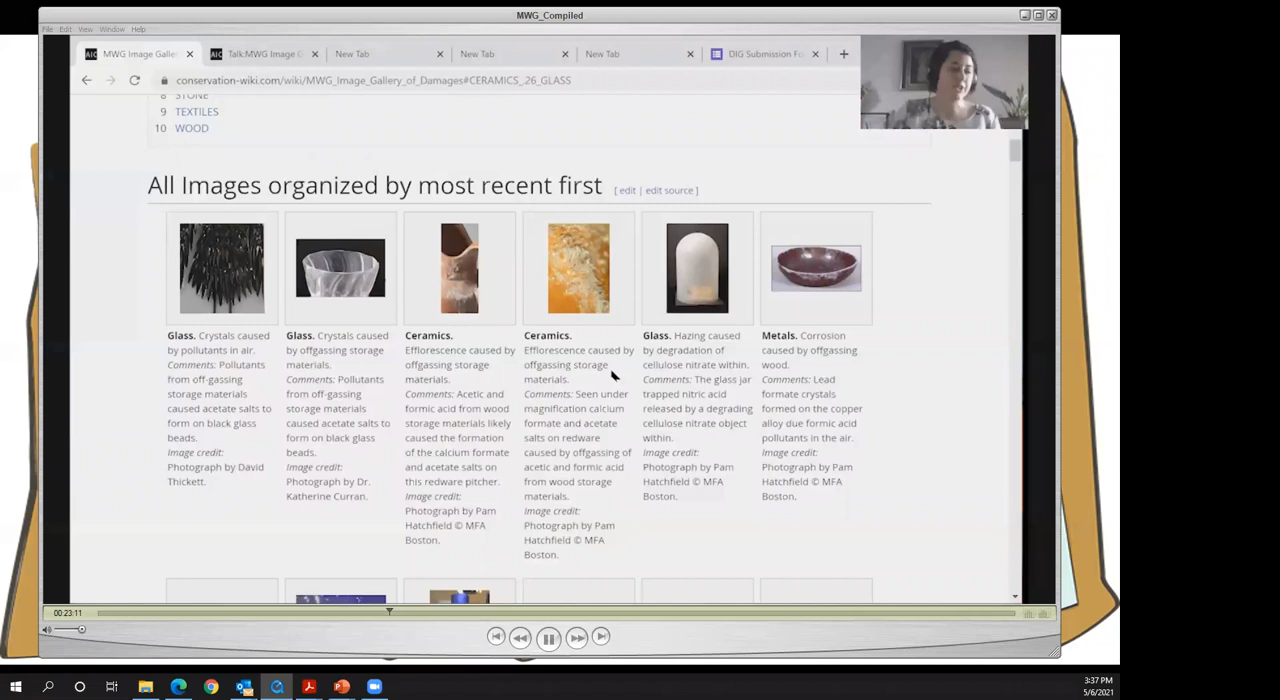 MWG_Compiled
File Edit View Window Help
MWG Image Galler
Talk:MWG Image G
New Tab
New Tab
New Tab
DIG Submission Fo
conservation-wiki.com/wiki/MWG_Image_Gallery_of_Damages#CERAMICS_.26_GLASS
8 STONE
9 TEXTILES
10 WOOD
All Images organized by most recent first [ edit | edit source ]
Glass. Crystals caused
by pollutants in air.
Comments: Pollutants
from off-gassing
storage materials
caused acetate salts to
form on black glass
beads.
Image credit:
Photograph by David
Thickett.
Glass. Crystals caused
by offgassing storage
materials.
Comments: Pollutants
from off-gassing
storage materials
caused acetate salts to
form on black glass
beads.
Image credit:
Photograph by Dr.
Katherine Curran.
Ceramics.
Efflorescence caused by
offgassing storage
materials.
Comments: Acetic and
formic acid from wood
storage materials likely
caused the formation
of the calcium formate
and acetate salts on
this redware pitcher.
Image credit:
Photograph by Pam
Hatchfield © MFA
Boston.
Ceramics.
Efflorescence caused by
offgassing storage
materials.
Comments: Seen under
magnification calcium
formate and acetate
salts on redware
caused by offgassing of
acetic and formic acid
from wood storage
materials.
Image credit:
Photograph by Pam
Hatchfield © MFA
Boston.
Glass. Hazing caused
by degradation of
cellulose nitrate within.
Comments: The glass jar
trapped nitric acid
released by a degrading
cellulose nitrate object
within.
Image credit:
Photograph by Pam
Hatchfield © MFA
Boston.
Metals. Corrosion
caused by offgassing
wood.
Comments: Lead
formate crystals
formed on the copper
alloy due formic acid
pollutants in the air.
Image credit:
Photograph by Pam
Hatchfield © MFA
Boston.
00:23:11
3:37 PM
5/6/2021